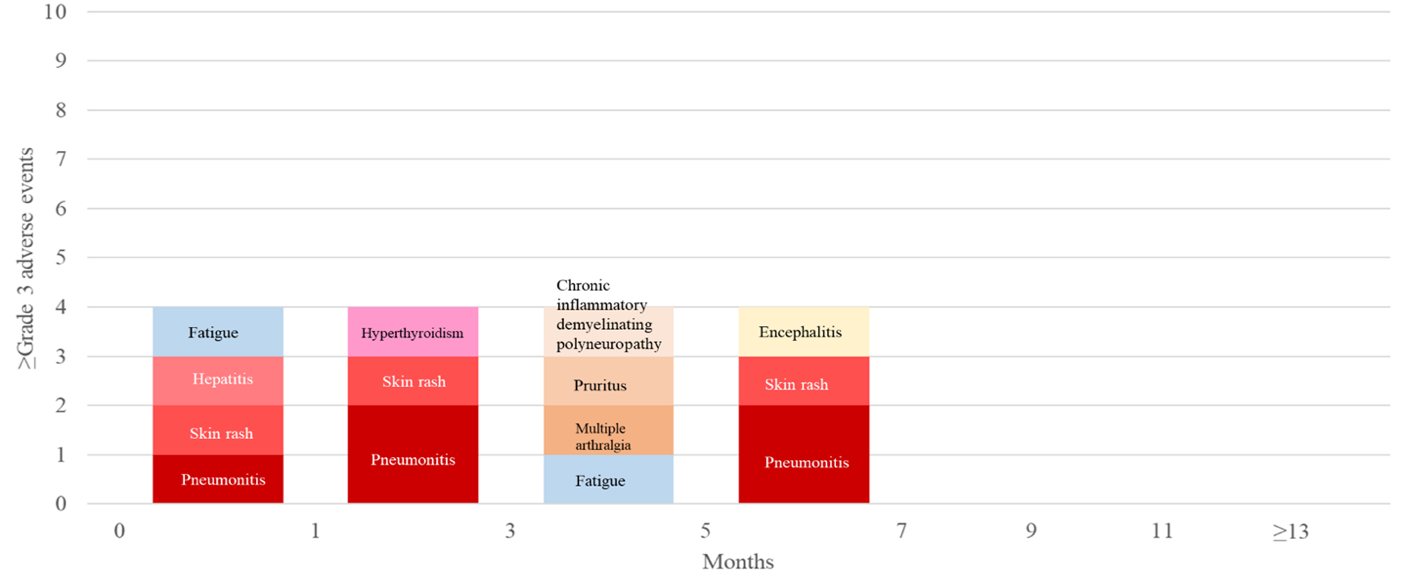 10
9
8
7
6
5
4
3
2
1
0
≥Grade 3 adverse events
Fatigue
Hepatitis
Skin rash
Pneumonitis
Hyperthyroidism
Skin rash
Pneumonitis
Chronic
inflammatory
demyelinating
polyneuropathy
Pruritus
Multiple
arthralgia
Fatigue
Encephalitis
Skin rash
Pneumonitis
0 1 3 5 7 9 11 ≥13
Months